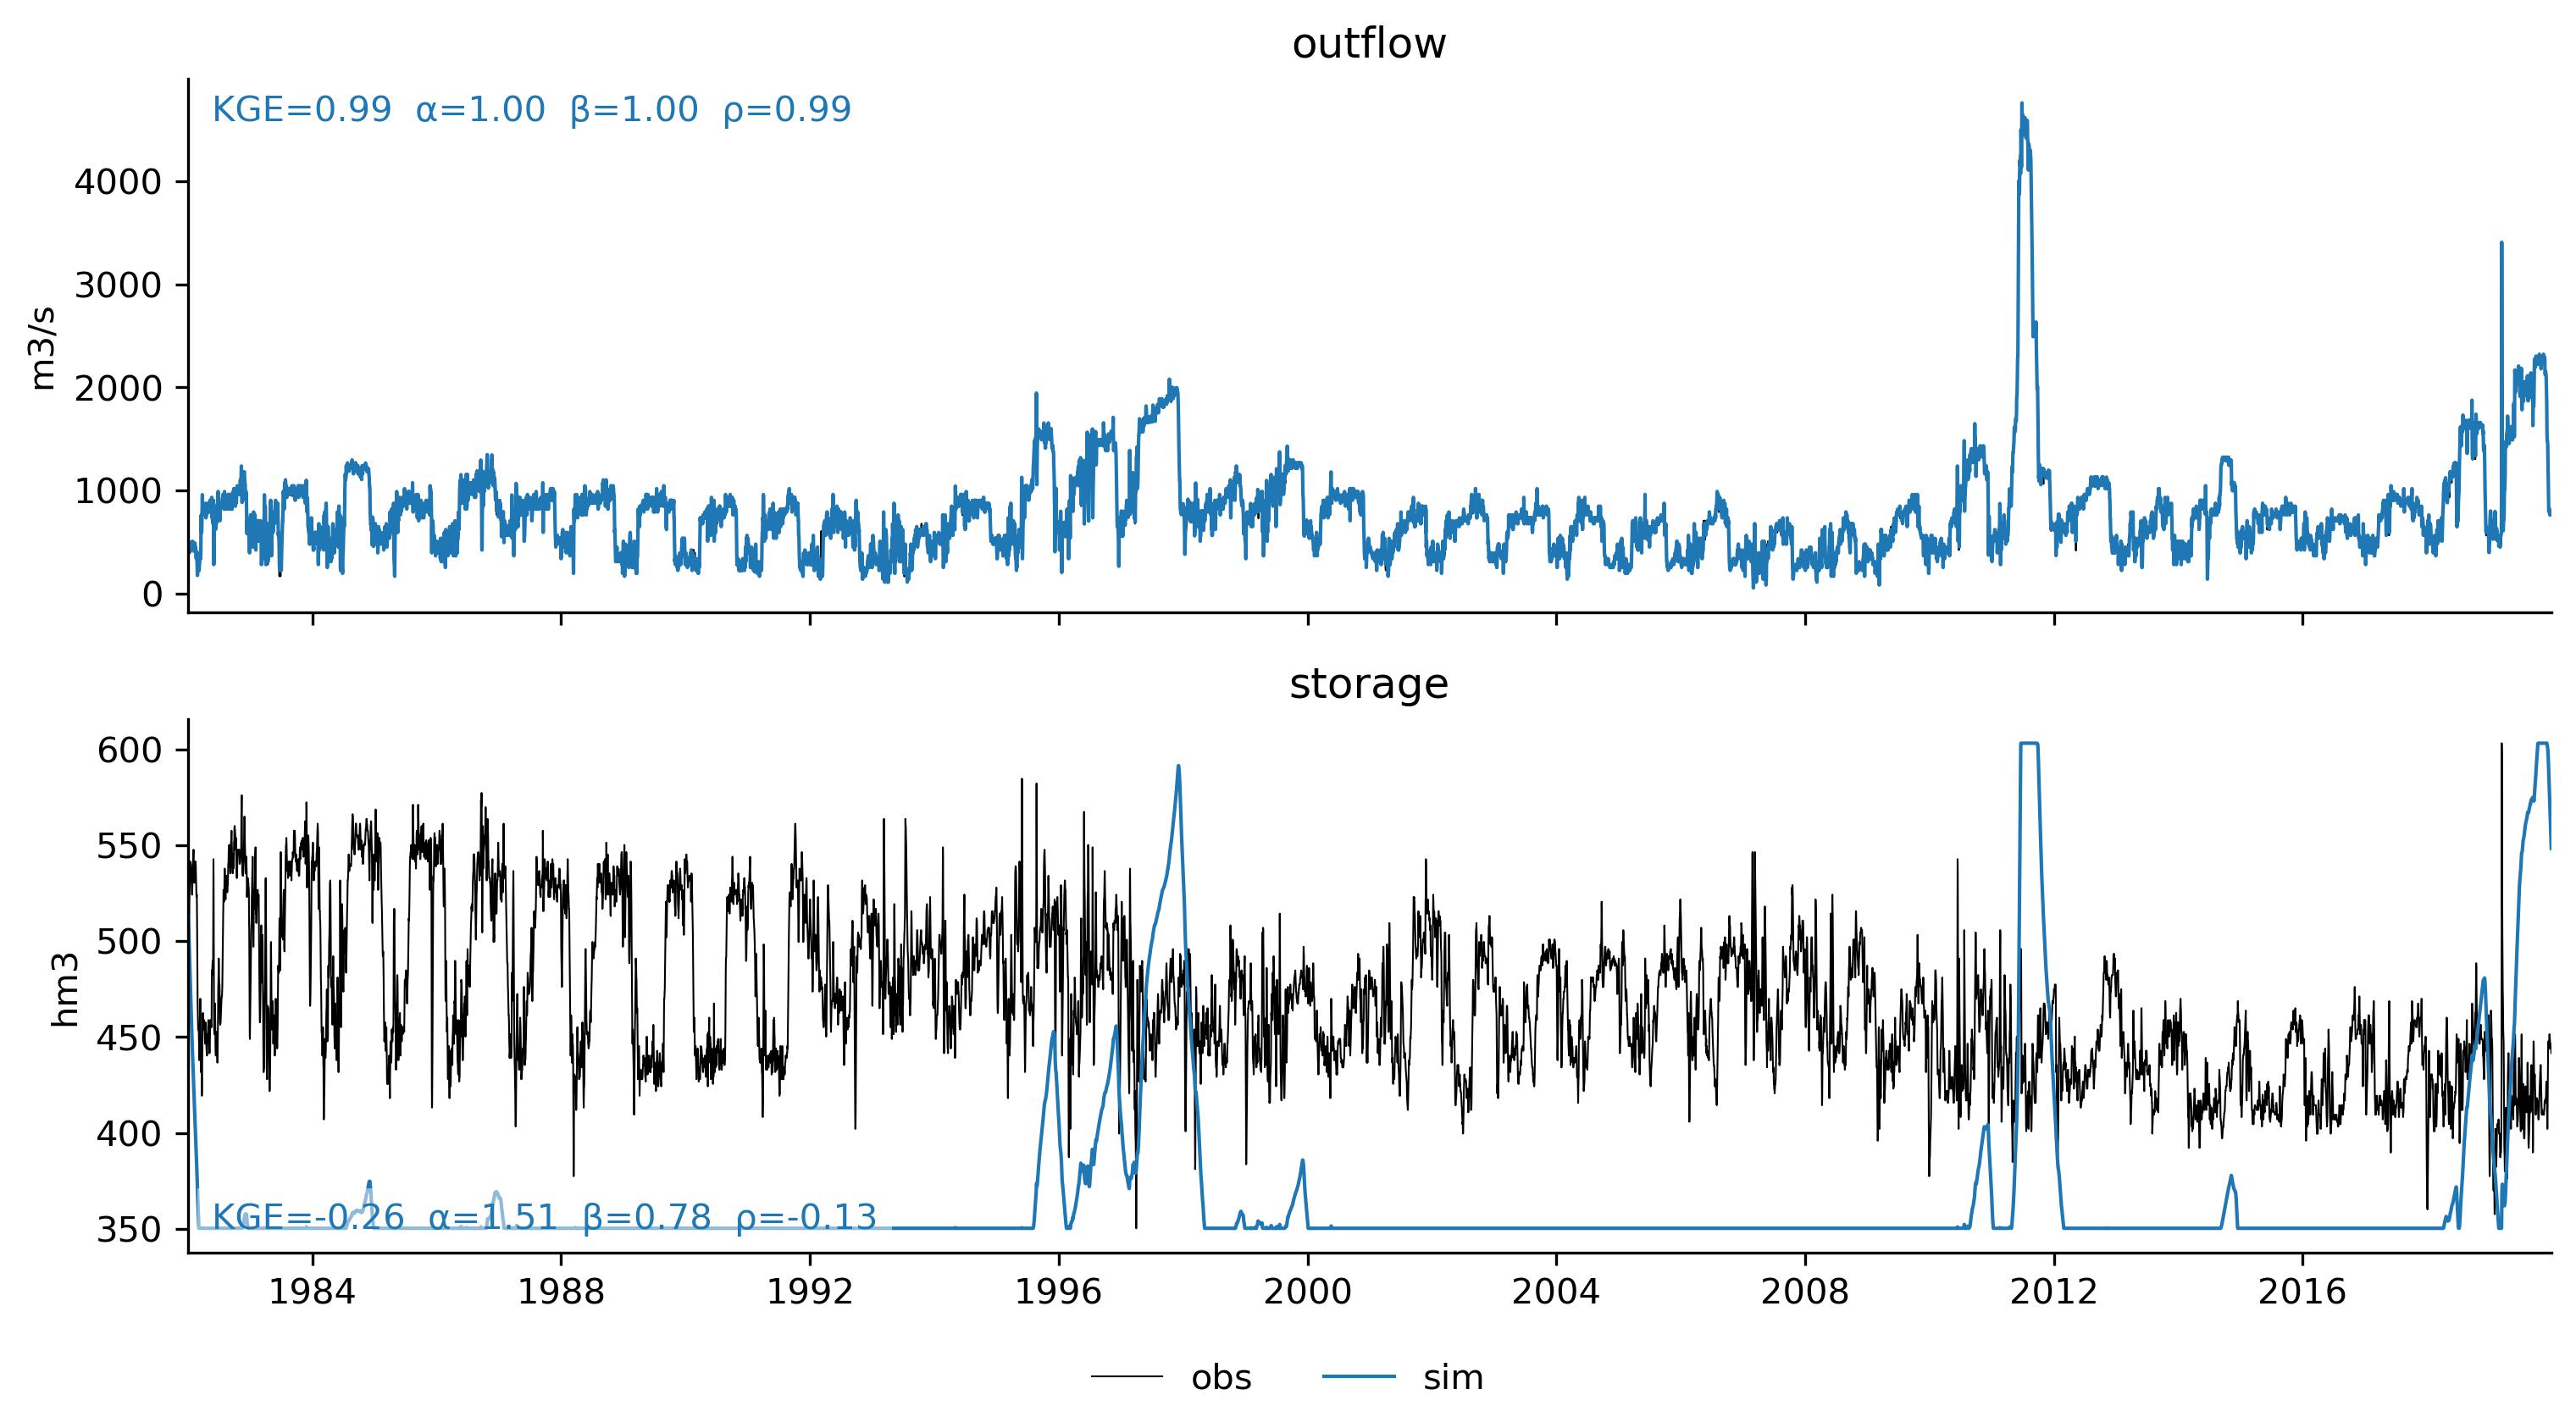 outflow
KGE=0.99 α=1.00 β=1.00 ρ=0.99
4000
3000
2000
1000
0
m3/s
storage
600
550
500
450
400
350
hm3
KGE=-0.26 α=1.51 β=0.78 ρ=-0.13
1984 1988 1992 1996 2000 2004 2008 2012 2016
obs sim